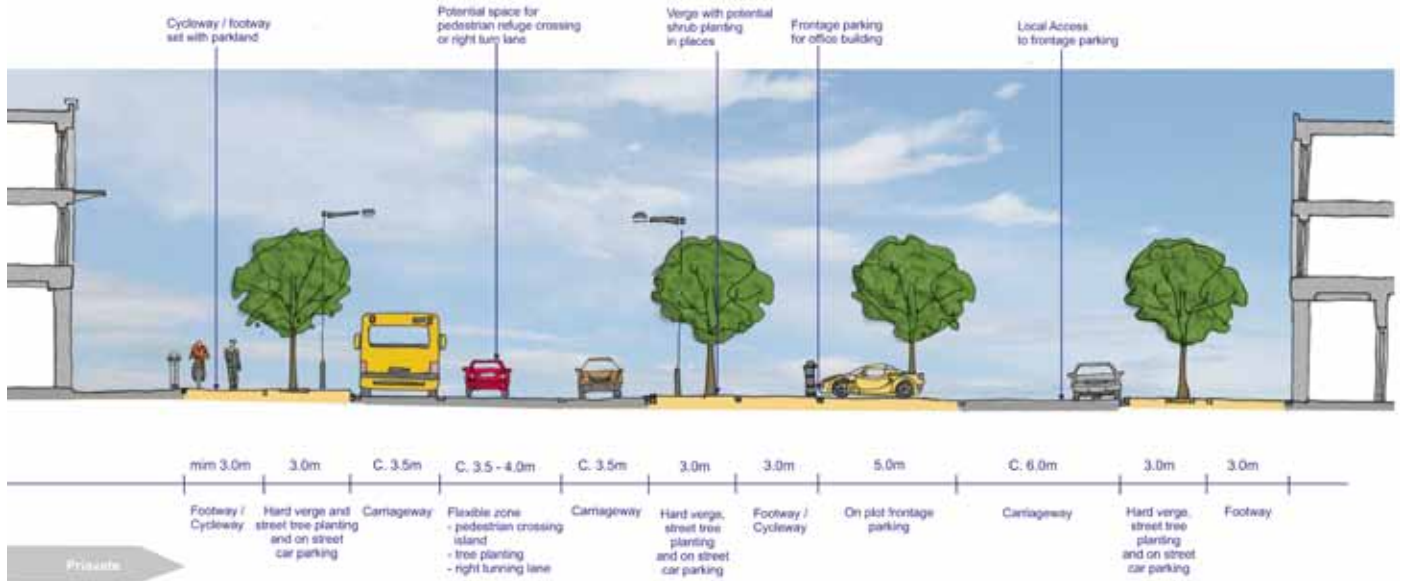 Cycleway / footway
set with parkland
Potential space for
pedestrian refuge crossing
or right turn lane
Verge with potential
shrub planting
in places
Frontage parking
for office building
Local Access
to frontage parking
mim 3.0m
3.0m
C. 3.5m
C. 3.5 - 4.0m
C. 3.5m
3.0m
3.0m
5.0m
C. 6.0m
3.0m
3.0m
Footway /
Cycleway
Hard verge and
street tree planting
and on street
car parking
Carriageway
Flexible zone
- pedestrian crossing
island
- tree planting
- right tunning lane
Carriageway
Hard verge,
street tree
planting
and on street
car parking
Footway /
Cycleway
On plot frontage
parking
Carriageway
Hard verge,
street tree
planting
and on street
car parking
Footway